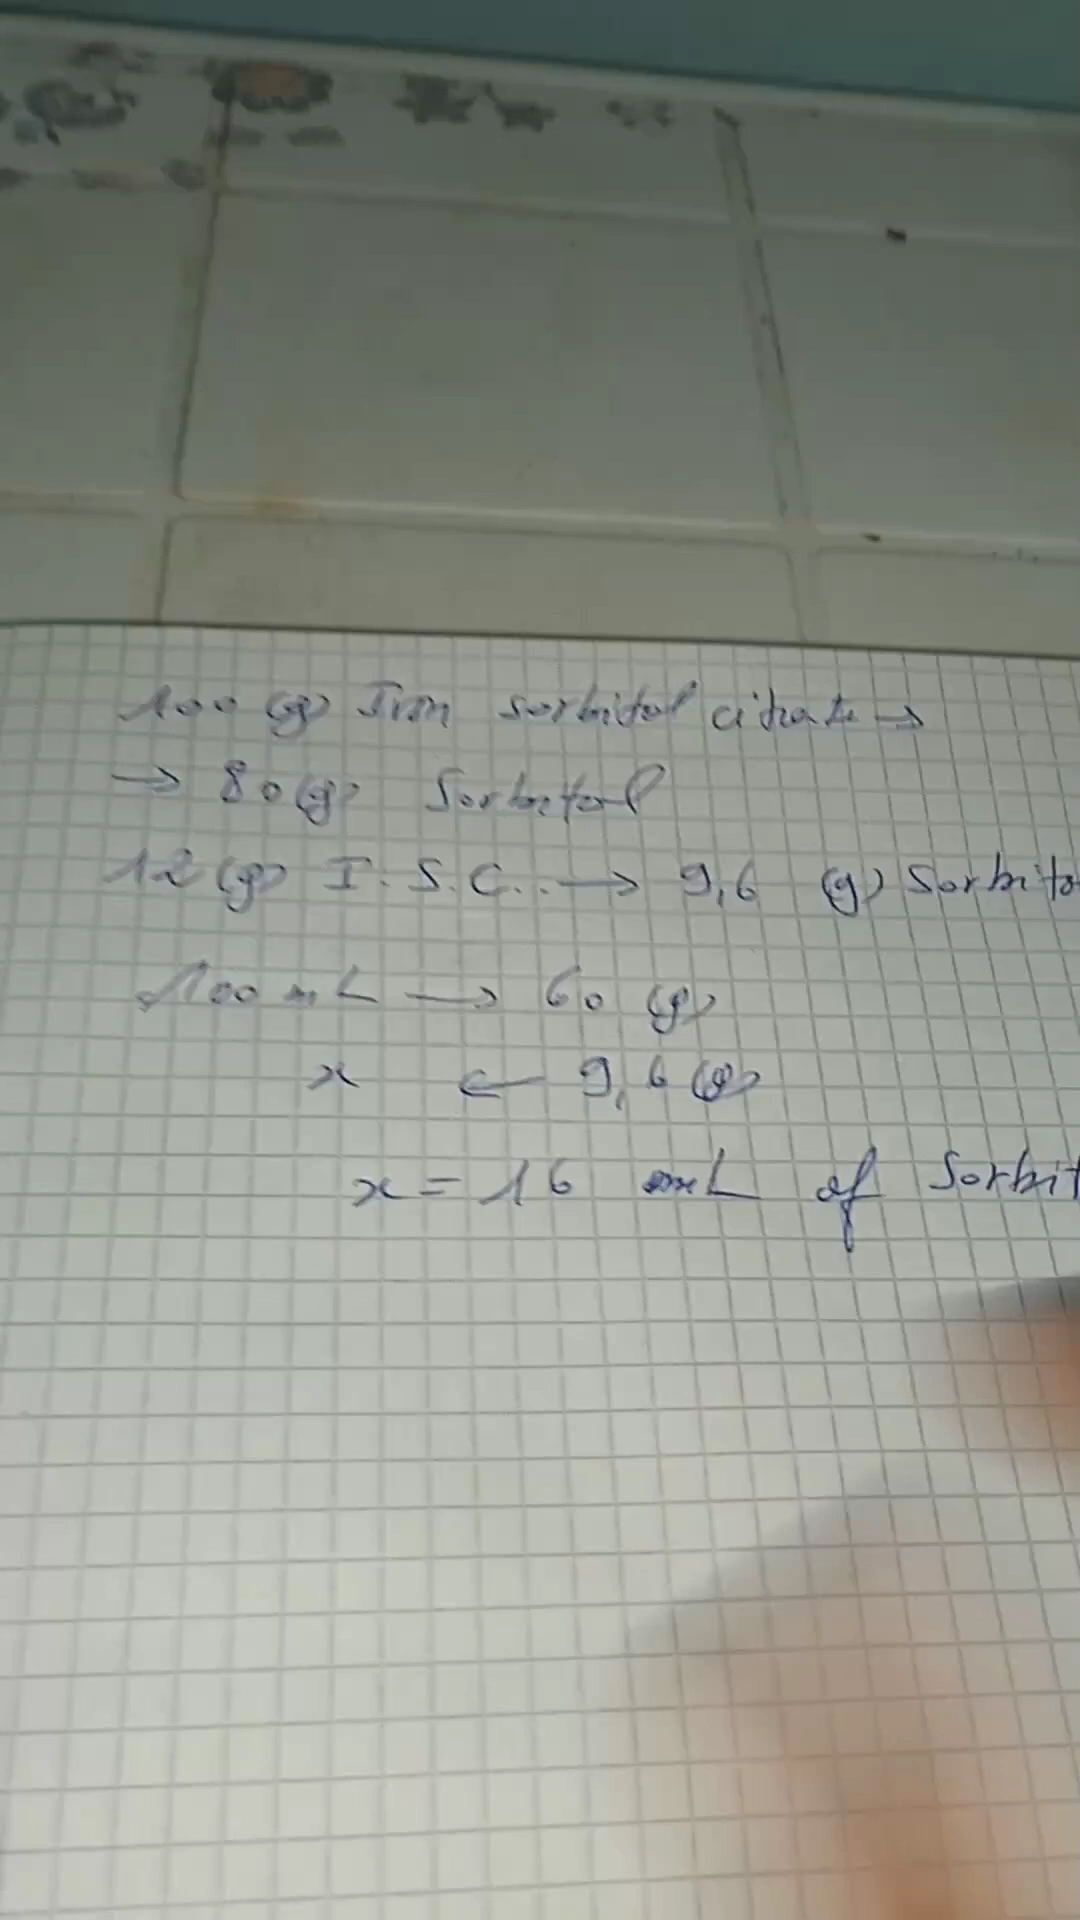 100 (g) Iron sorbitol citrate →
→ 80 (g) Sorbitol
12 (g) I. S. C. . → 9,6 (g) Sorbito
100 mL → 60 (g)
x ← 9,6 (g)
x = 16 mL of Sorbit